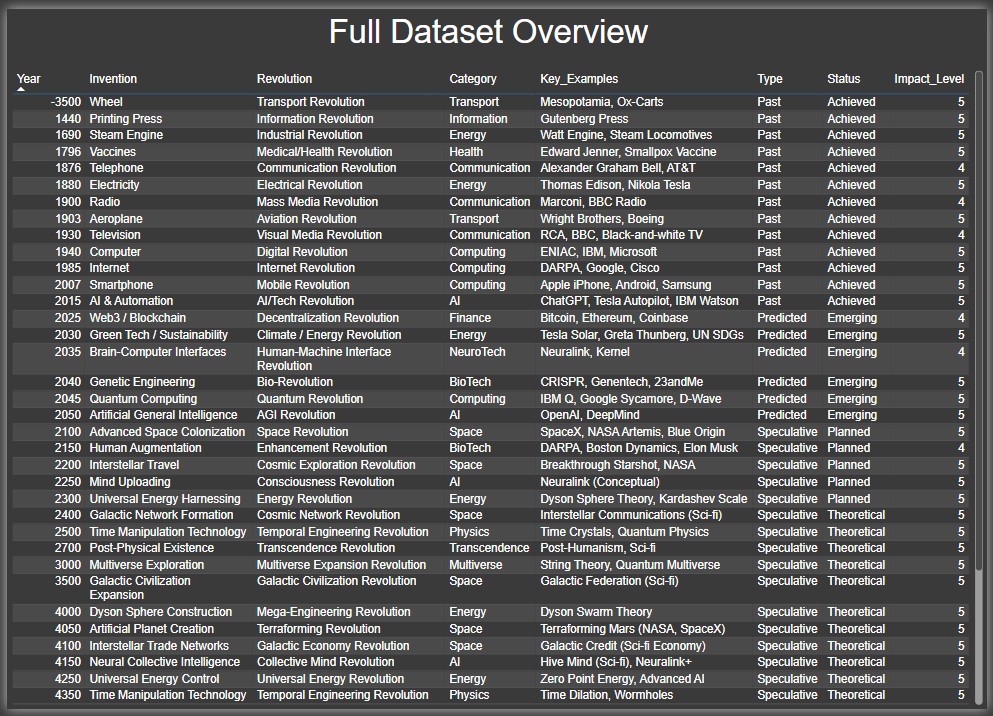 Full Dataset Overview
Year Invention Revolution Category Key_Examples Type Status Impact_Level
-3500 Wheel Transport Revolution Transport Mesopotamia, Ox-Carts Past Achieved 5
1440 Printing Press Information Revolution Information Gutenberg Press Past Achieved 5
1690 Steam Engine Industrial Revolution Energy Watt Engine, Steam Locomotives Past Achieved 5
1796 Vaccines Medical/Health Revolution Health Edward Jenner, Smallpox Vaccine Past Achieved 5
1876 Telephone Communication Revolution Communication Alexander Graham Bell, AT&T Past Achieved 4
1880 Electricity Electrical Revolution Energy Thomas Edison, Nikola Tesla Past Achieved 5
1900 Radio Mass Media Revolution Communication Marconi, BBC Radio Past Achieved 4
1903 Aeroplane Aviation Revolution Transport Wright Brothers, Boeing Past Achieved 5
1930 Television Visual Media Revolution Communication RCA, BBC, Black-and-white TV Past Achieved 4
1940 Computer Digital Revolution Computing ENIAC, IBM, Microsoft Past Achieved 5
1985 Internet Internet Revolution Computing DARPA, Google, Cisco Past Achieved 5
2007 Smartphone Mobile Revolution Computing Apple iPhone, Android, Samsung Past Achieved 5
2015 AI & Automation AI/Tech Revolution AI ChatGPT, Tesla Autopilot, IBM Watson Past Achieved 5
2025 Web3 / Blockchain Decentralization Revolution Finance Bitcoin, Ethereum, Coinbase Predicted Emerging 4
2030 Green Tech / Sustainability Climate / Energy Revolution Energy Tesla Solar, Greta Thunberg, UN SDGs Predicted Emerging 5
2035 Brain-Computer Interfaces Human-Machine Interface NeuroTech Neuralink, Kernel Predicted Emerging 4
Revolution
2040 Genetic Engineering Bio-Revolution BioTech CRISPR, Genentech, 23andMe Predicted Emerging 5
2045 Quantum Computing Quantum Revolution Computing IBM Q, Google Sycamore, D-Wave Predicted Emerging 5
2050 Artificial General Intelligence AGI Revolution AI OpenAI, DeepMind Predicted Emerging 5
2100 Advanced Space Colonization Space Revolution Space SpaceX, NASA Artemis, Blue Origin Speculative Planned 5
2150 Human Augmentation Enhancement Revolution BioTech DARPA, Boston Dynamics, Elon Musk Speculative Planned 4
2200 Interstellar Travel Cosmic Exploration Revolution Space Breakthrough Starshot, NASA Speculative Planned 5
2250 Mind Uploading Consciousness Revolution AI Neuralink (Conceptual) Speculative Planned 5
2300 Universal Energy Harnessing Energy Revolution Energy Dyson Sphere Theory, Kardashev Scale Speculative Planned 5
2400 Galactic Network Formation Cosmic Network Revolution Space Interstellar Communications (Sci-fi) Speculative Theoretical 5
2500 Time Manipulation Technology Temporal Engineering Revolution Physics Time Crystals, Quantum Physics Speculative Theoretical 5
2700 Post-Physical Existence Transcendence Revolution Transcendence Post-Humanism, Sci-fi Speculative Theoretical 5
3000 Multiverse Exploration Multiverse Expansion Revolution Multiverse String Theory, Quantum Multiverse Speculative Theoretical 5
3500 Galactic Civilization Galactic Civilization Revolution Space Galactic Federation (Sci-fi) Speculative Theoretical 5
Expansion
4000 Dyson Sphere Construction Mega-Engineering Revolution Energy Dyson Swarm Theory Speculative Theoretical 5
4050 Artificial Planet Creation Terraforming Revolution Space Terraforming Mars (NASA, SpaceX) Speculative Theoretical 5
4100 Interstellar Trade Networks Galactic Economy Revolution Space Galactic Credit (Sci-fi Economy) Speculative Theoretical 5
4150 Neural Collective Intelligence Collective Mind Revolution AI Hive Mind (Sci-fi), Neuralink+ Speculative Theoretical 5
4250 Universal Energy Control Universal Energy Revolution Energy Zero Point Energy, Advanced AI Speculative Theoretical 5
4350 Time Manipulation Technology Temporal Engineering Revolution Physics Time Dilation, Wormholes Speculative Theoretical 5